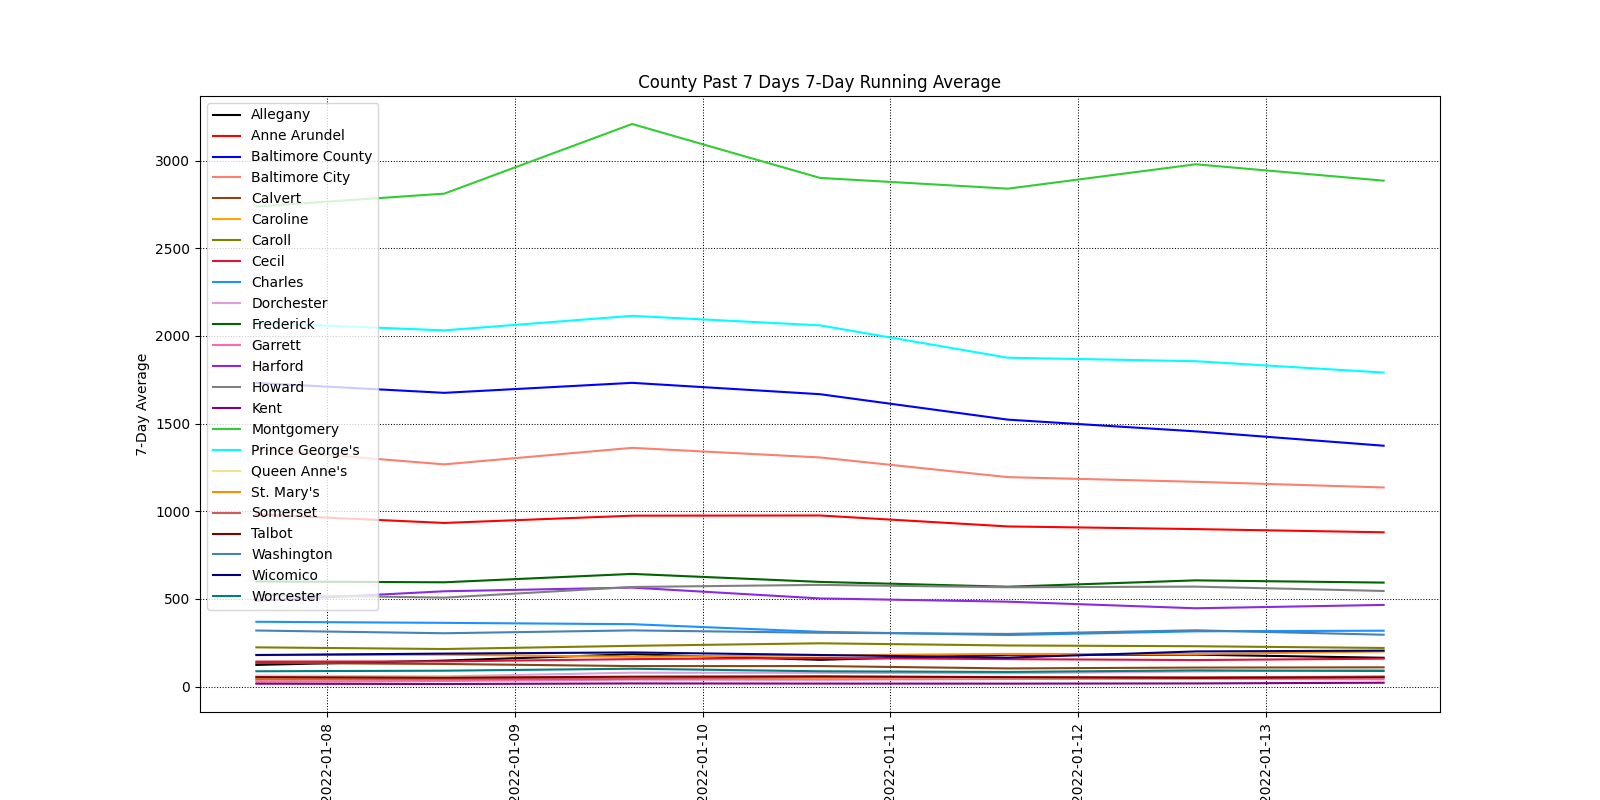 County Past 7 Days 7-Day Running Average
7-Day Average
3000
2500
2000
1500
1000
500
0
Allegany
Anne Arundel
Baltimore County
Baltimore City
Calvert
Caroline
Caroll
Cecil
Charles
Dorchester
Frederick
Garrett
Harford
Howard
Kent
Montgomery
Prince George's
Queen Anne's
St. Mary's
Somerset
Talbot
Washington
Wicomico
Worcester
2022-01-08
2022-01-09
2022-01-10
2022-01-11
2022-01-12
2022-01-13